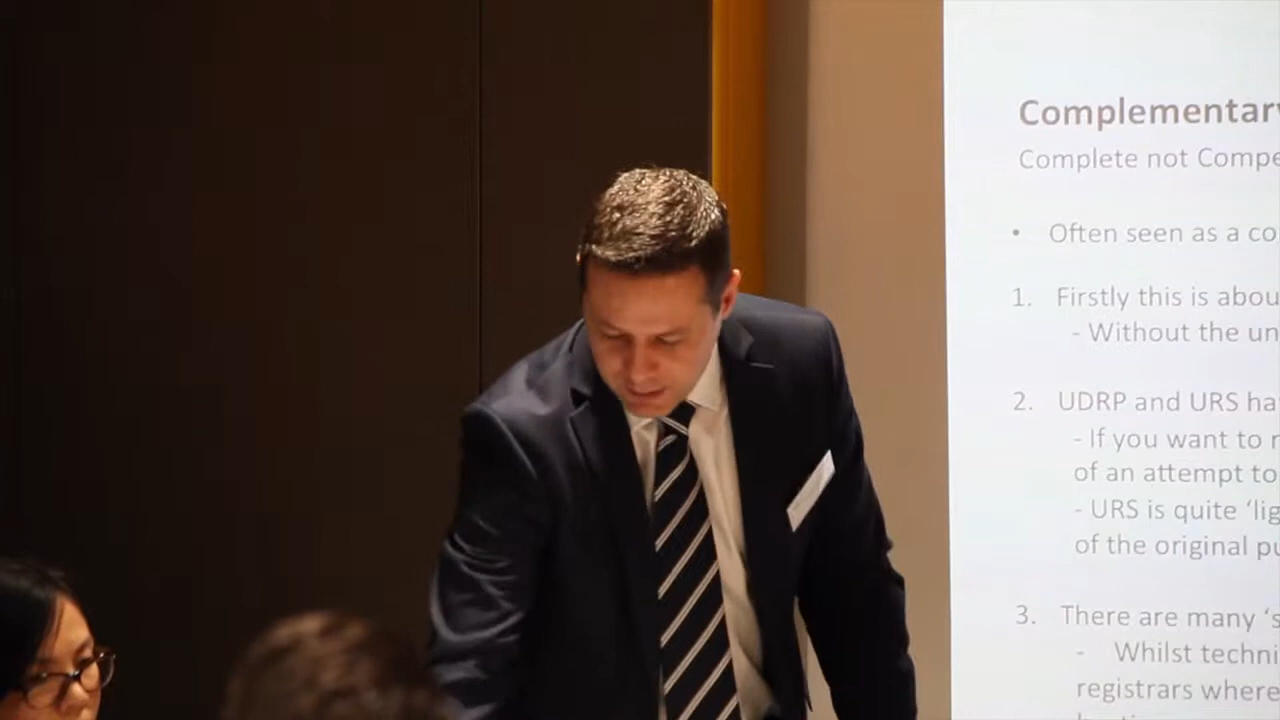 Complementary
Complete not Compe
• Often seen as a co
1. Firstly this is abou
- Without the un
2. UDRP and URS ha
- If you want to r
of an attempt to
- URS is quite ‘lig
of the original pu
3. There are many ‘s
- Whilst techni
registrars where